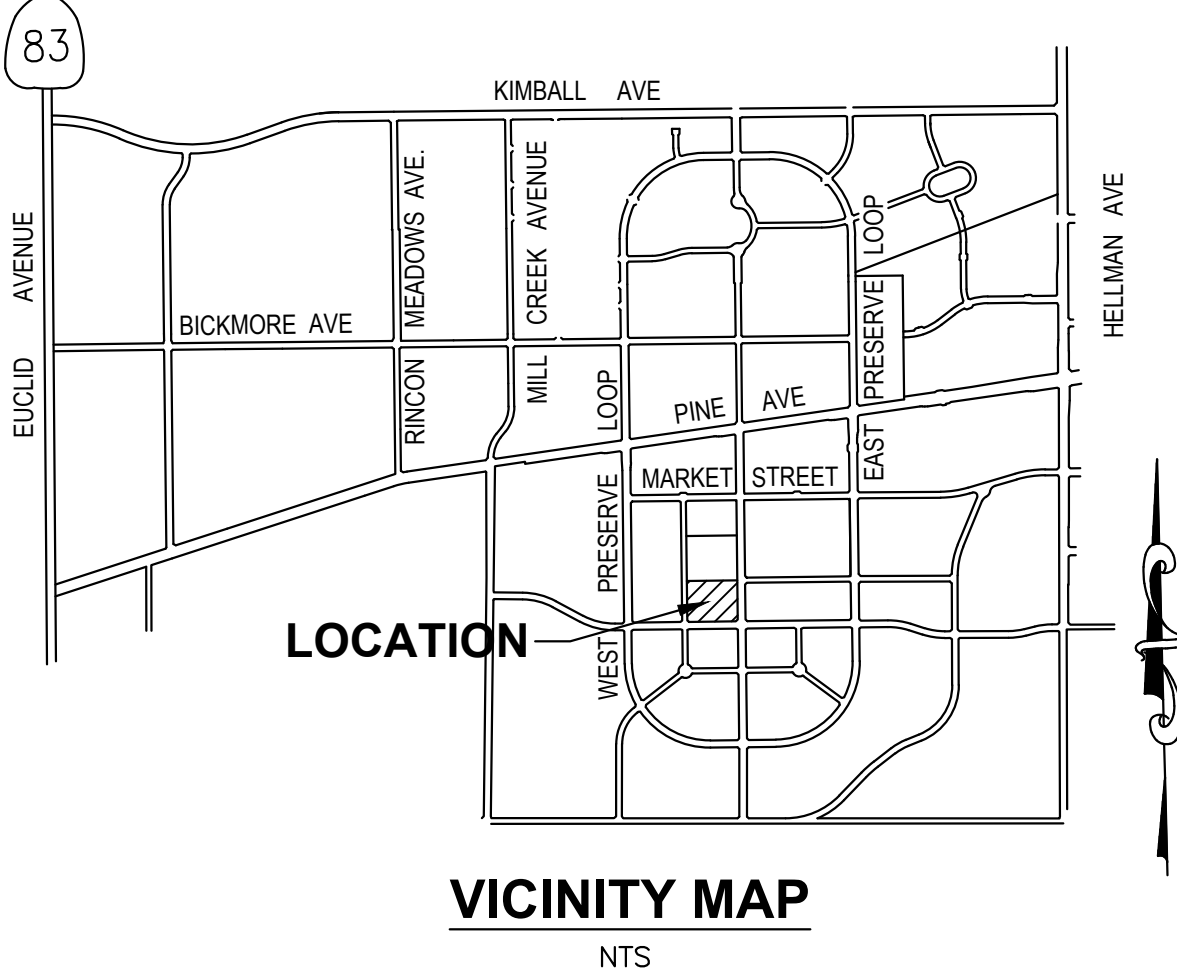 83
KIMBALL AVE
EUCLID AVENUE
RINCON MEADOWS AVE.
MILL CREEK AVENUE
BICKMORE AVE
WEST PRESERVE LOOP
EAST PRESERVE LOOP
HELLMAN AVE
PINE AVE
MARKET STREET
LOCATION
VICINITY MAP
NTS